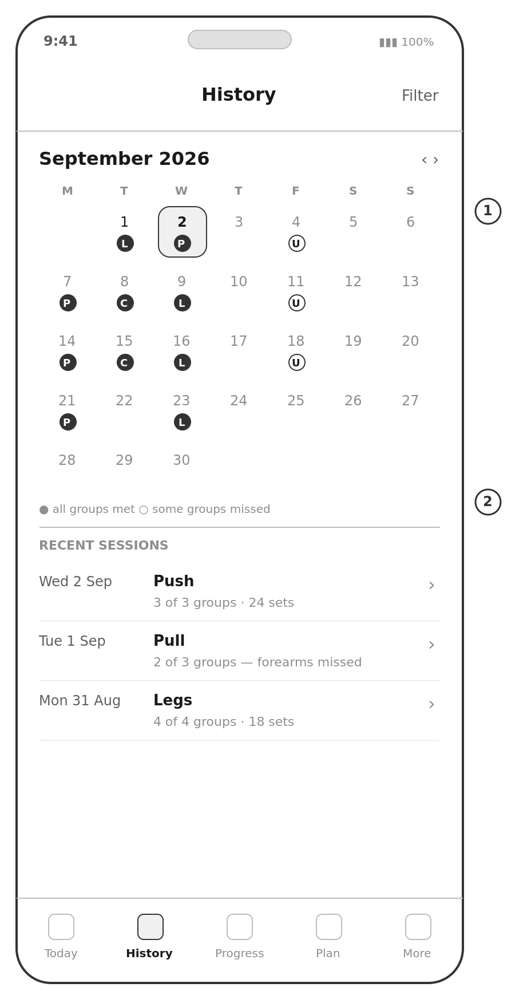 9:41
100%
History
Filter
September 2026
‹ ›
M T W T F S S
1 2 3 4 5 6
L P U
7 8 9 10 11 12 13
P C L U
14 15 16 17 18 19 20
P C L U
21 22 23 24 25 26 27
P L
28 29 30
● all groups met ○ some groups missed
RECENT SESSIONS
Wed 2 Sep Push ›
3 of 3 groups · 24 sets
Tue 1 Sep Pull ›
2 of 3 groups — forearms missed
Mon 31 Aug Legs ›
4 of 4 groups · 18 sets
Today History Progress Plan More
1
2